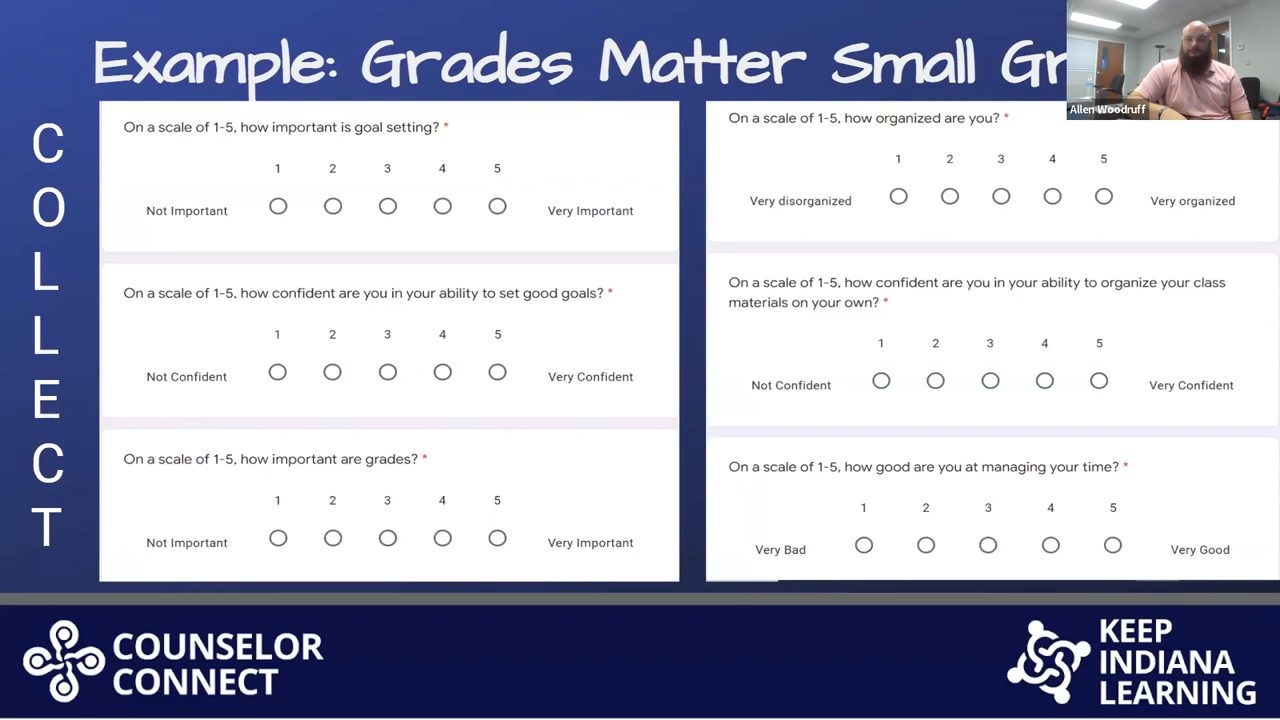 Example: Grades Matter Small Gr
Allen Woodruff
COLLECT
On a scale of 1-5, how important is goal setting? *
1 2 3 4 5
Not Important Very Important
On a scale of 1-5, how confident are you in your ability to set good goals? *
1 2 3 4 5
Not Confident Very Confident
On a scale of 1-5, how important are grades? *
1 2 3 4 5
Not Important Very Important
On a scale of 1-5, how organized are you? *
1 2 3 4 5
Very disorganized Very organized
On a scale of 1-5, how confident are you in your ability to organize your class
materials on your own? *
1 2 3 4 5
Not Confident Very Confident
On a scale of 1-5, how good are you at managing your time? *
1 2 3 4 5
Very Bad Very Good
COUNSELOR
CONNECT
KEEP
INDIANA
LEARNING